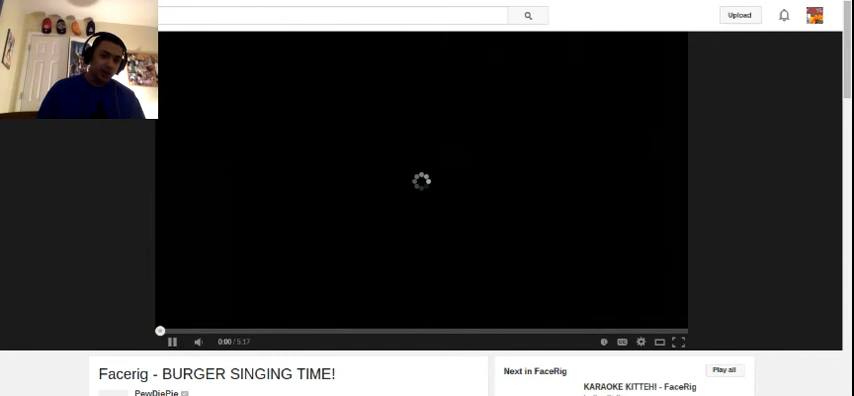 Upload
0:00 / 5:17
Facerig - BURGER SINGING TIME!
PewDiePie
Next in FaceRig
Play all
KARAOKE KITTEH! - FaceRig